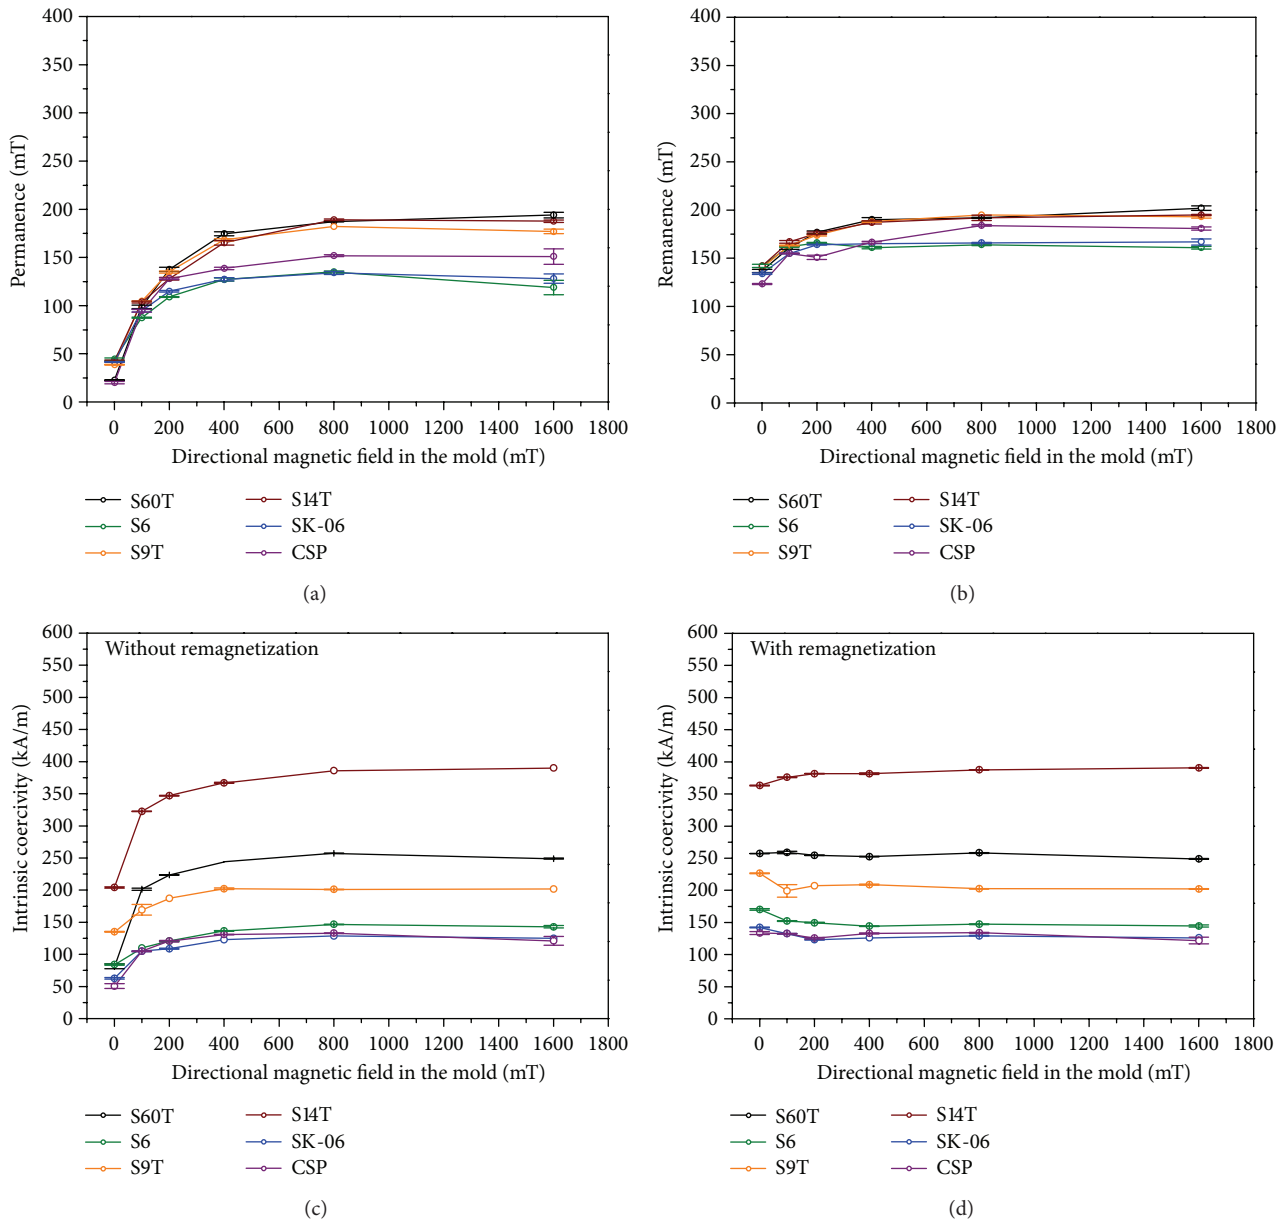 400
350
300
250
200
150
100
50
0
Permanence (mT)
0 200 400 600 800 1000 1200 1400 1600 1800
Directional magnetic field in the mold (mT)
S60T S14T
S6 SK-06
S9T CSP
(a)
400
350
300
250
200
150
100
50
0
Remanence (mT)
0 200 400 600 800 1000 1200 1400 1600 1800
Directional magnetic field in the mold (mT)
S60T S14T
S6 SK-06
S9T CSP
(b)
600
550
500
450
400
350
300
250
200
150
100
50
0
Intrinsic coercivity (kA/m)
Without remagnetization
0 200 400 600 800 1000 1200 1400 1600 1800
Directional magnetic field in the mold (mT)
S60T S14T
S6 SK-06
S9T CSP
(c)
600
550
500
450
400
350
300
250
200
150
100
50
0
Intrinsic coercivity (kA/m)
With remagnetization
0 200 400 600 800 1000 1200 1400 1600 1800
Directional magnetic field in the mold (mT)
S60T S14T
S6 SK-06
S9T CSP
(d)